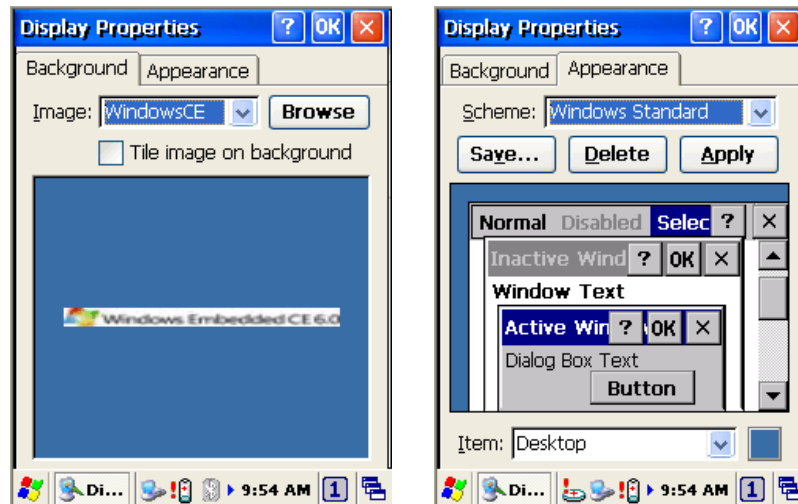 Display Properties ? OK ×
Background Appearance
Image: WindowsCE Browse
Tile image on background
Windows Embedded CE 6.0
Di... 9:54 AM 1
Display Properties ? OK ×
Background Appearance
Scheme: Windows Standard
Save... Delete Apply
Normal Disabled Selec ? ×
Inactive Wind ? OK ×
Window Text
Active Win ? OK ×
Dialog Box Text
Button
Item: Desktop
Di... 9:54 AM 1